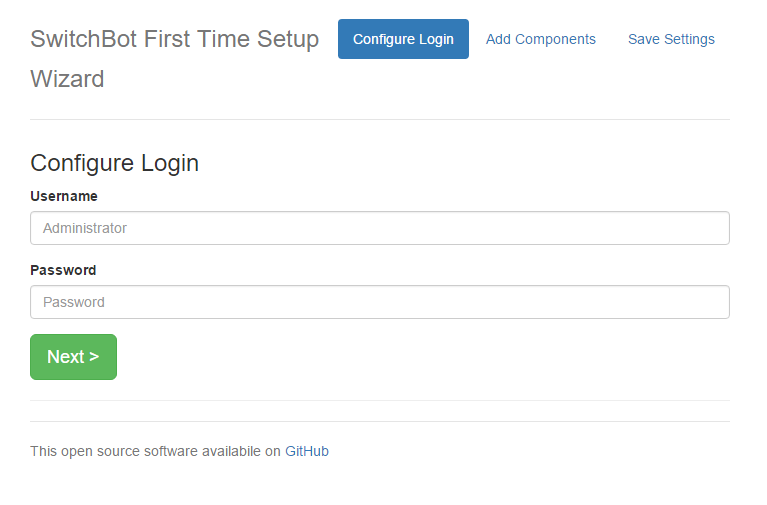 SwitchBot First Time Setup
Wizard
Configure Login
Add Components
Save Settings
Configure Login
Username
Administrator
Password
Password
Next >
This open source software availabile on GitHub